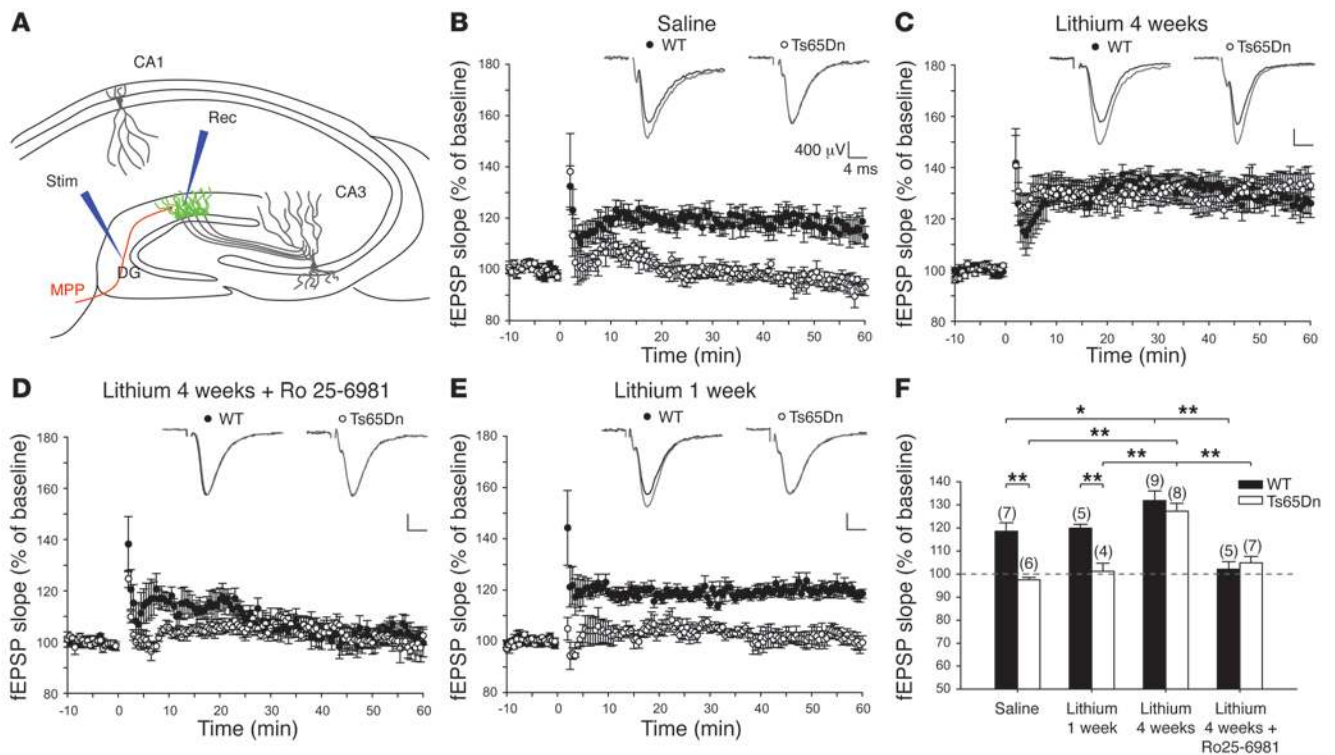 A
CA1
Rec
Stim
CA3
DG
MPP
B
Saline
WT
Ts65Dn
fEPSP slope (% of baseline)
180
160
140
120
100
80
400 µV
4 ms
-10 0 10 20 30 40 50 60
Time (min)
C
Lithium 4 weeks
WT
Ts65Dn
fEPSP slope (% of baseline)
180
160
140
120
100
80
-10 0 10 20 30 40 50 60
Time (min)
D
Lithium 4 weeks + Ro 25-6981
WT
Ts65Dn
fEPSP slope (% of baseline)
180
160
140
120
100
80
-10 0 10 20 30 40 50 60
Time (min)
E
Lithium 1 week
WT
Ts65Dn
fEPSP slope (% of baseline)
180
160
140
120
100
80
-10 0 10 20 30 40 50 60
Time (min)
F
* **
**
** **
** **
WT
Ts65Dn
fEPSP slope (% of baseline)
140
130
120
110
100
90
80
70
60
50
(7) (6) (5) (4) (9) (8) (5) (7)
Saline
Lithium
1 week
Lithium
4 weeks
Lithium
4 weeks +
Ro25-6981